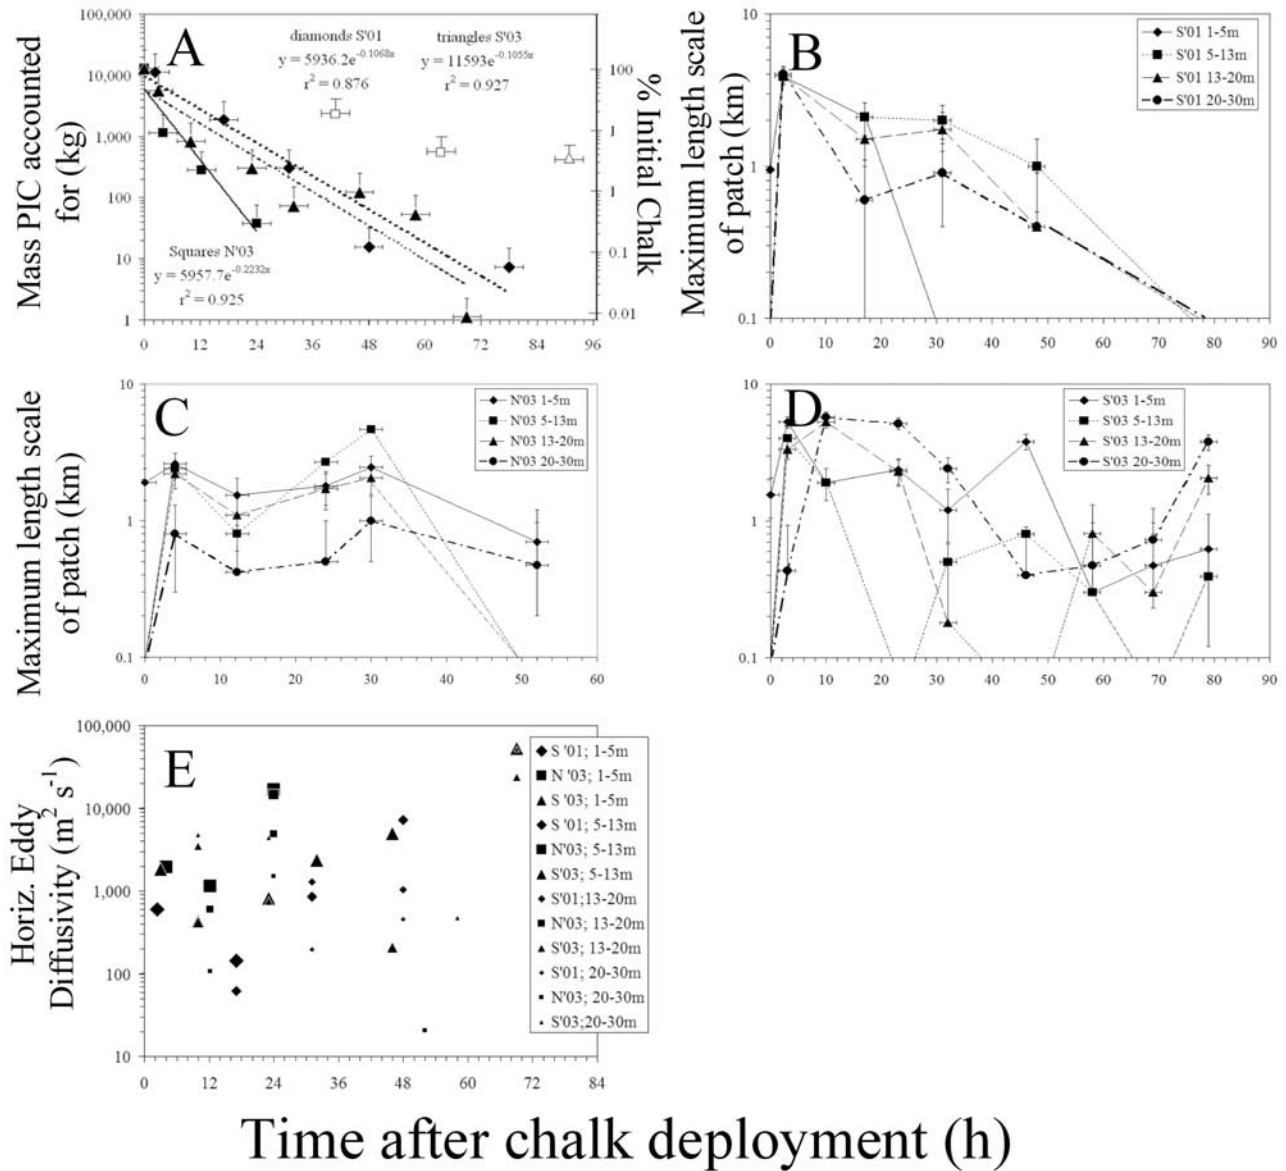 A
diamonds S'01
y = 5936.2e^-0.1068x
r² = 0.876
triangles S'03
y = 11593e^-0.1055x
r² = 0.927
Squares N'03
y = 5957.7e^-0.2232x
r² = 0.925
Mass PIC accounted
for (kg)
100,000
10,000
1,000
100
10
1
% Initial Chalk
100
1
1
0.1
0.01
0 12 24 36 48 60 72 84 96
B
S'01 1-5m
S'01 5-13m
S'01 13-20m
S'01 20-30m
Maximum length scale
of patch (km)
10
1
0.1
0 10 20 30 40 50 60 70 80 90
C
N'03 1-5m
N'03 5-13m
N'03 13-20m
N'03 20-30m
Maximum length scale
of patch (km)
10
1
0.1
0 10 20 30 40 50 60
D
S'03 1-5m
S'03 5-13m
S'03 13-20m
S'03 20-30m
Maximum length scale
of patch (km)
10
1
0.1
0 10 20 30 40 50 60 70 80 90
E
S '01; 1-5m
N '03; 1-5m
S '03; 1-5m
S '01; 5-13m
N'03; 5-13m
S'03; 5-13m
S'01;13-20m
N'03; 13-20m
S'03; 13-20m
S'01; 20-30m
N'03; 20-30m
S'03;20-30m
Horiz. Eddy
Diffusivity (m² s⁻¹)
100,000
10,000
1,000
100
10
0 12 24 36 48 60 72 84
Time after chalk deployment (h)